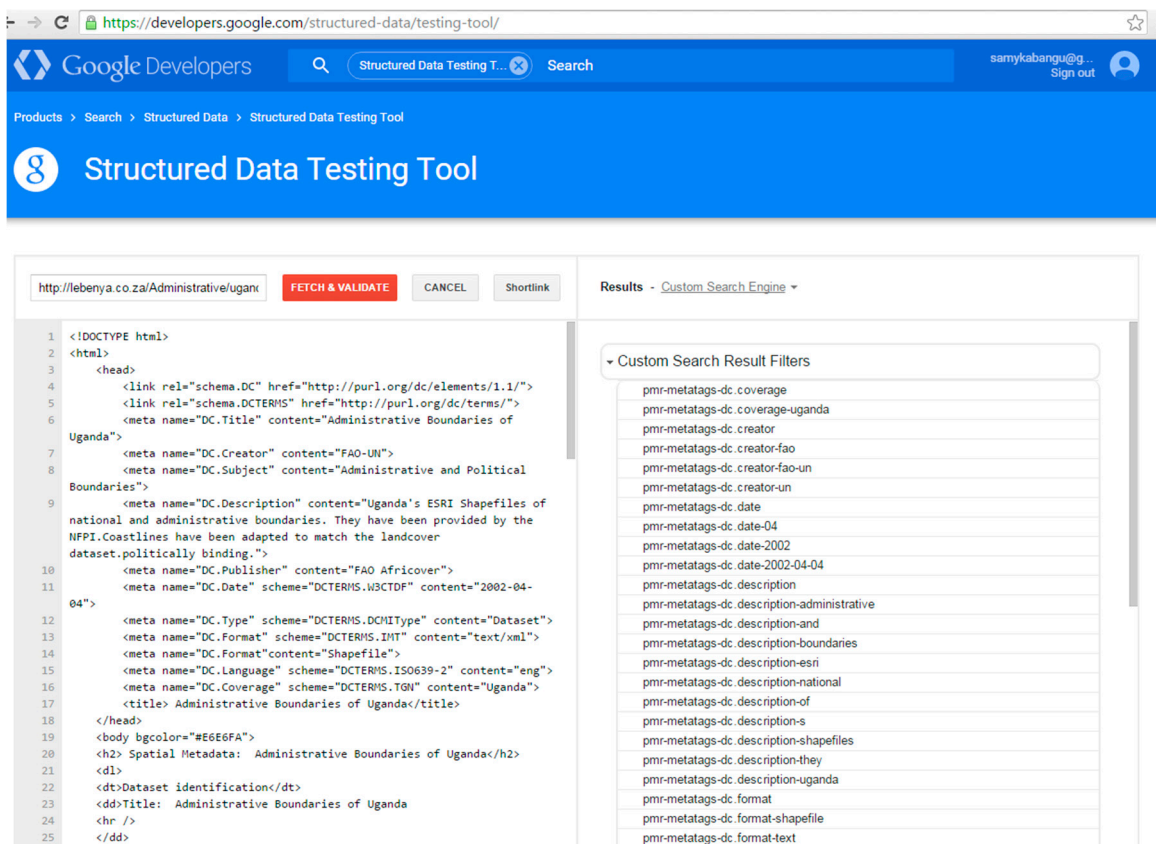 https://developers.google.com/structured-data/testing-tool/
Google Developers
Structured Data Testing T...
Search
samykabangu@g...
Sign out
Products > Search > Structured Data > Structured Data Testing Tool
g
Structured Data Testing Tool
http://lebenya.co.za/Administrative/ugand
FETCH & VALIDATE
CANCEL
Shortlink
1 <!DOCTYPE html>
2 <html>
3 <head>
4 <link rel="schema.DC" href="http://purl.org/dc/elements/1.1/">
5 <link rel="schema.DCTERMS" href="http://purl.org/dc/terms/">
6 <meta name="DC.Title" content="Administrative Boundaries of
Uganda">
7 <meta name="DC.Creator" content="FAO-UN">
8 <meta name="DC.Subject" content="Administrative and Political
Boundaries">
9 <meta name="DC.Description" content="Uganda's ESRI Shapefiles of
national and administrative boundaries. They have been provided by the
NFPI.Coastlines have been adapted to match the landcover
dataset.politically binding.">
10 <meta name="DC.Publisher" content="FAO Africover">
11 <meta name="DC.Date" scheme="DCTERMS.W3CTDF" content="2002-04-
04">
12 <meta name="DC.Type" scheme="DCTERMS.DCMIType" content="Dataset">
13 <meta name="DC.Format" scheme="DCTERMS.IMT" content="text/xml">
14 <meta name="DC.Format"content="Shapefile">
15 <meta name="DC.Language" scheme="DCTERMS.ISO639-2" content="eng">
16 <meta name="DC.Coverage" scheme="DCTERMS.TGN" content="Uganda">
17 <title> Administrative Boundaries of Uganda</title>
18 </head>
19 <body bgcolor="#E6E6FA">
20 <h2> Spatial Metadata: Administrative Boundaries of Uganda</h2>
21 <dl>
22 <dt>Dataset identification</dt>
23 <dd>Title: Administrative Boundaries of Uganda
24 <hr />
25 </dd>
Results - Custom Search Engine
Custom Search Result Filters
pmr-metatags-dc.coverage
pmr-metatags-dc.coverage-uganda
pmr-metatags-dc.creator
pmr-metatags-dc.creator-fao
pmr-metatags-dc.creator-fao-un
pmr-metatags-dc.creator-un
pmr-metatags-dc.date
pmr-metatags-dc.date-04
pmr-metatags-dc.date-2002
pmr-metatags-dc.date-2002-04-04
pmr-metatags-dc.description
pmr-metatags-dc.description-administrative
pmr-metatags-dc.description-and
pmr-metatags-dc.description-boundaries
pmr-metatags-dc.description-esri
pmr-metatags-dc.description-national
pmr-metatags-dc.description-of
pmr-metatags-dc.description-s
pmr-metatags-dc.description-shapefiles
pmr-metatags-dc.description-they
pmr-metatags-dc.description-uganda
pmr-metatags-dc.format
pmr-metatags-dc.format-shapefile
pmr-metatags-dc.format-text